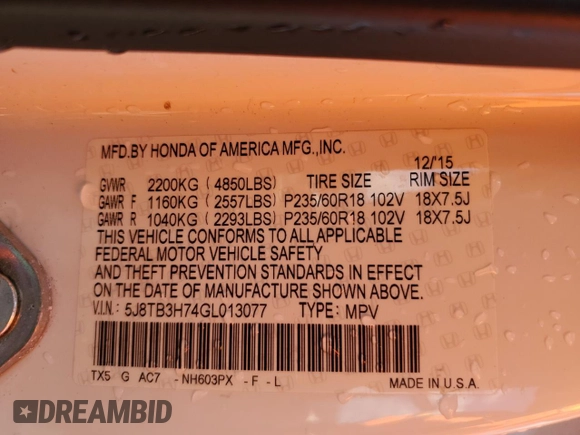 MFD.BY HONDA OF AMERICA MFG.,INC.
12/'15
GVWR 2200KG (4850LBS) TIRE SIZE RIM SIZE
GAWR F 1160KG (2557LBS) P235/60R18 102V 18X7.5J
GAWR R 1040KG (2293LBS) P235/60R18 102V 18X7.5J
THIS VEHICLE CONFORMS TO ALL APPLICABLE
FEDERAL MOTOR VEHICLE SAFETY
AND THEFT PREVENTION STANDARDS IN EFFECT
ON THE DATE OF MANUFACTURE SHOWN ABOVE.
V.I.N: 5J8TB3H74GL013077 TYPE: MPV
TX5 G AC7 - NH603PX - F - L
MADE IN U.S.A.
DREAMBID